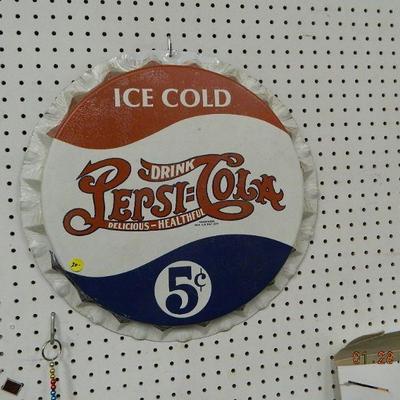 ICE COLD
DRINK
PEPSI=COLA
DELICIOUS-HEALTHFUL
5¢